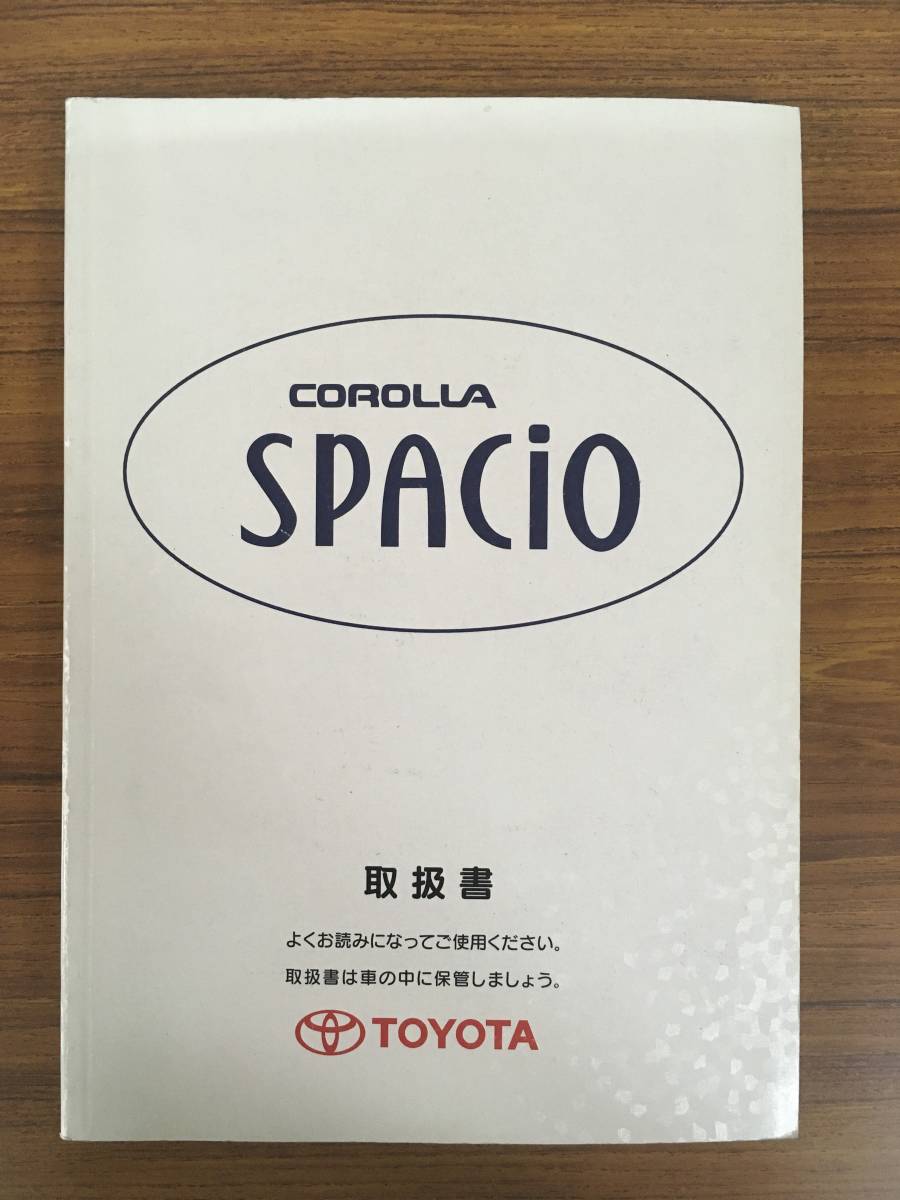 COROLLA
SPACiO
取扱書
よくお読みになってご使用ください。
取扱書は車の中に保管しましょう。
TOYOTA